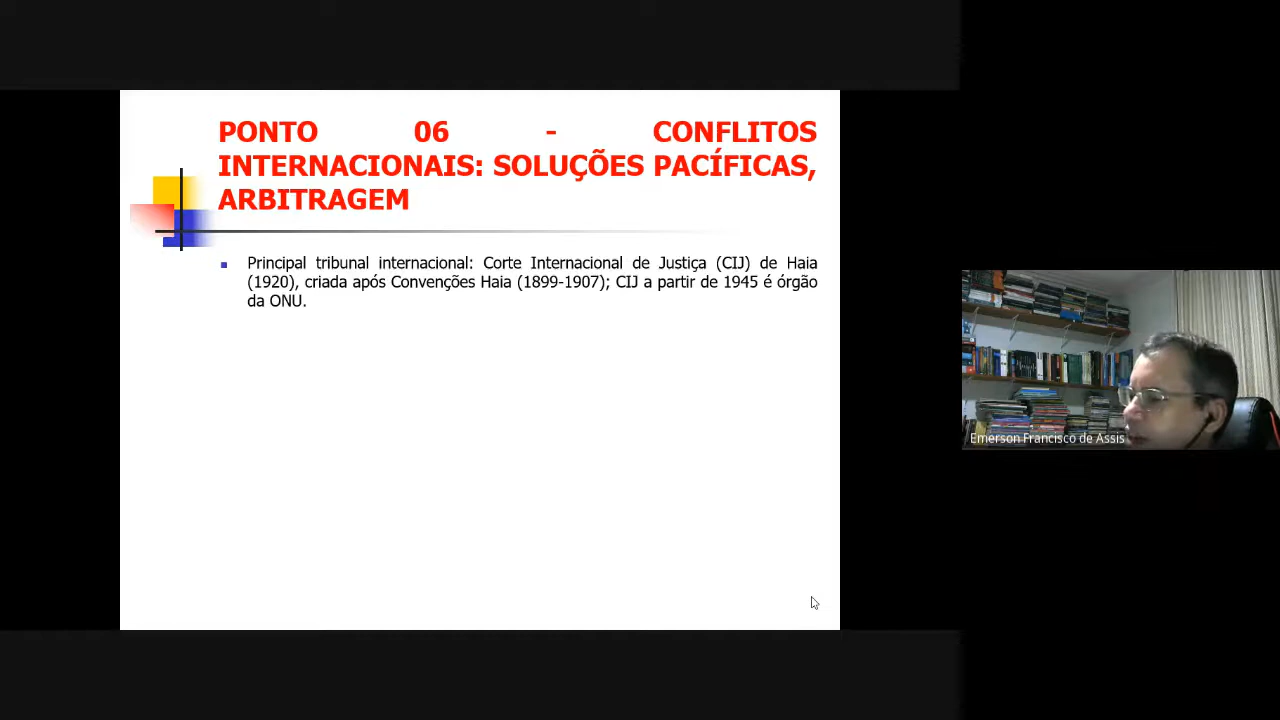 PONTO 06 - CONFLITOS
INTERNACIONAIS: SOLUÇÕES PACÍFICAS,
ARBITRAGEM
Principal tribunal internacional: Corte Internacional de Justiça (CIJ) de Haia
(1920), criada após Convenções Haia (1899-1907); CIJ a partir de 1945 é órgão
da ONU.
Emerson Francisco de Assis